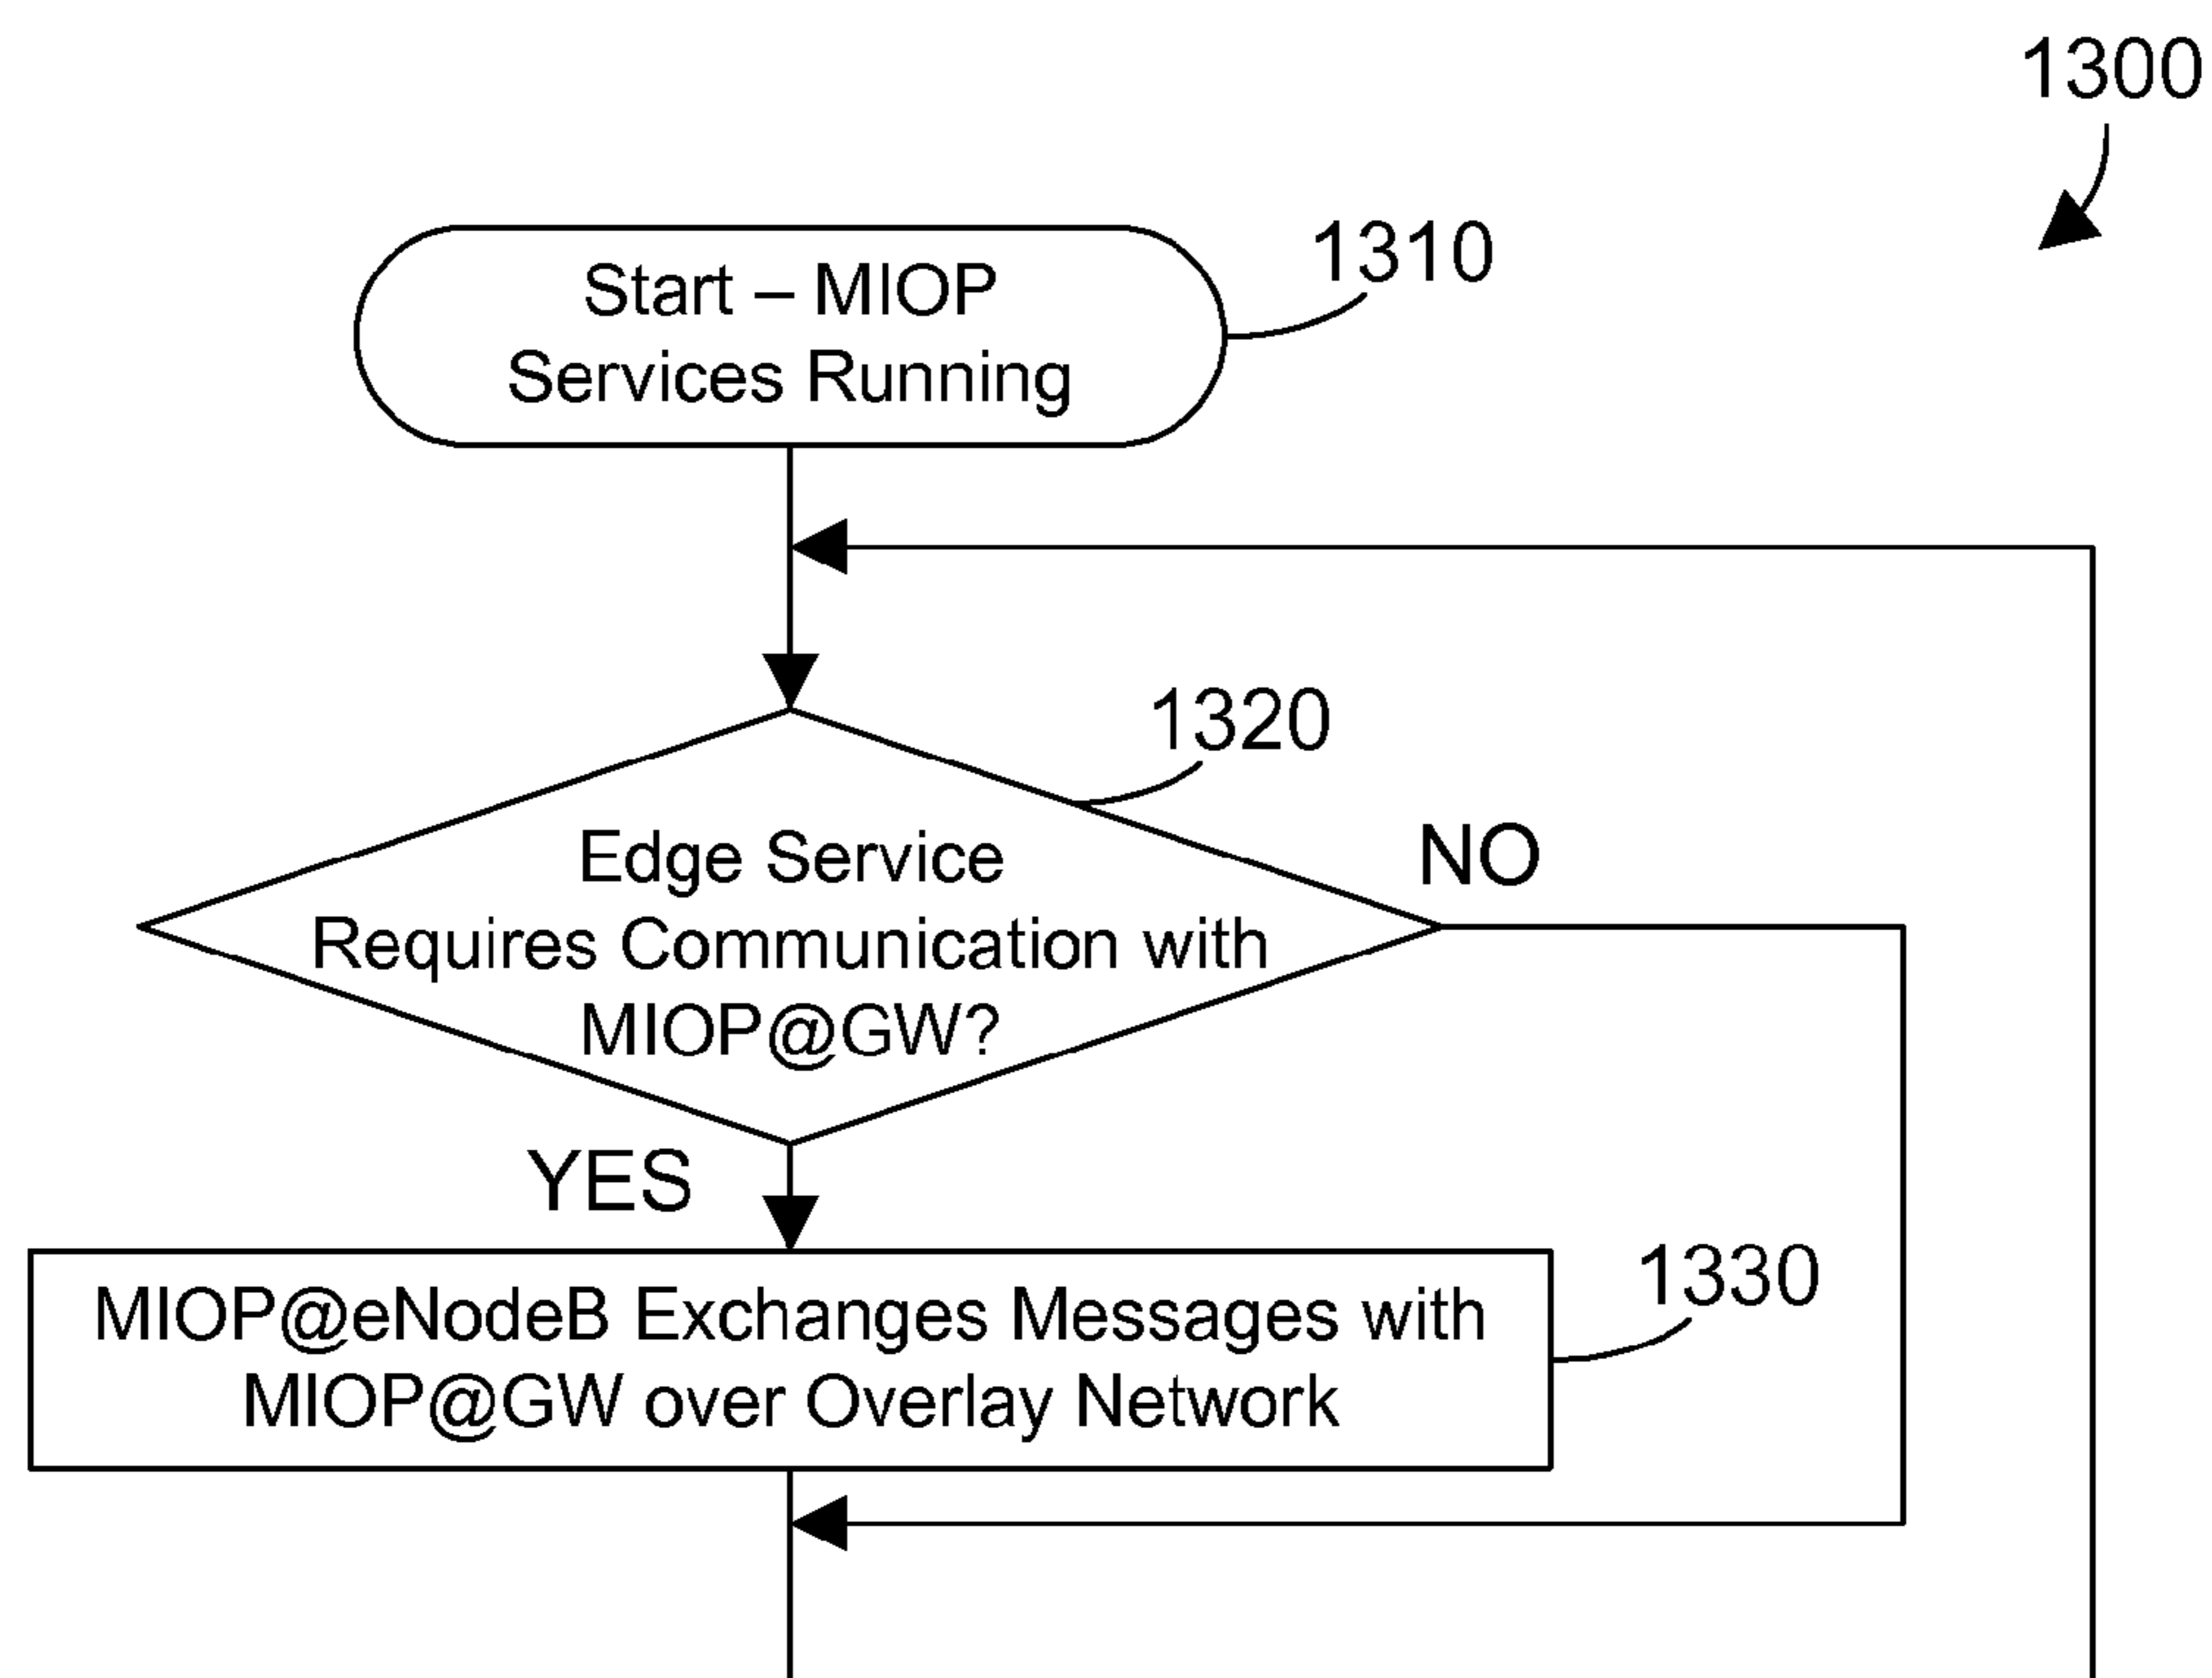 1300
Start – MIOP
Services Running
1310
1320
Edge Service
Requires Communication with
MIOP@GW?
NO
YES
MIOP@eNodeB Exchanges Messages with
MIOP@GW over Overlay Network
1330